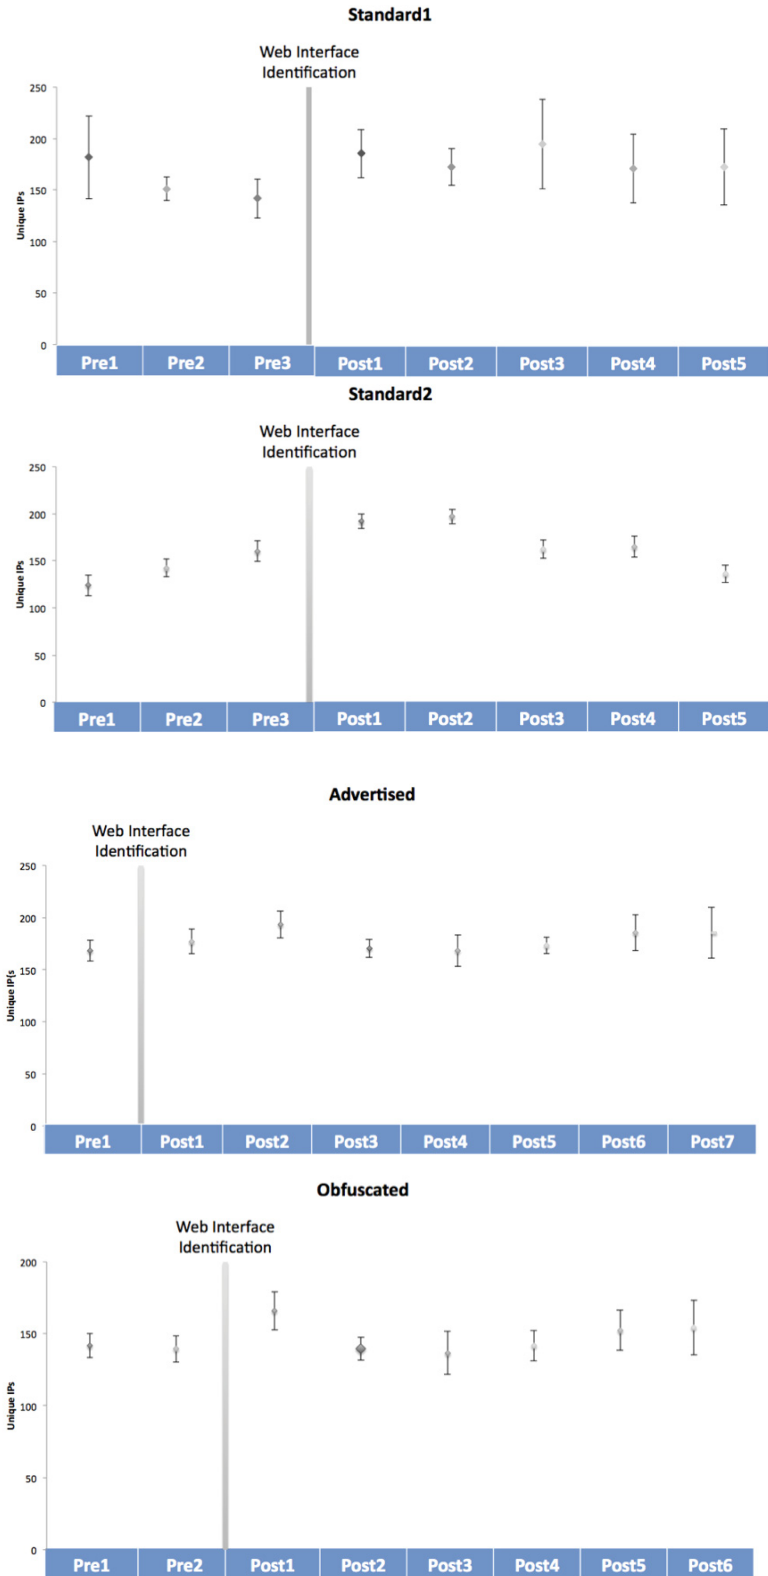 Standard1
Web Interface
Identification
250
200
150
100
50
0
Unique IPs
Pre1 Pre2 Pre3 Post1 Post2 Post3 Post4 Post5
Standard2
Web Interface
Identification
250
200
150
100
50
0
Unique IPs
Pre1 Pre2 Pre3 Post1 Post2 Post3 Post4 Post5
Advertised
Web Interface
Identification
250
200
150
100
50
0
Unique IP(s
Pre1 Post1 Post2 Post3 Post4 Post5 Post6 Post7
Obfuscated
Web Interface
Identification
200
150
100
50
0
Unique IPs
Pre1 Pre2 Post1 Post2 Post3 Post4 Post5 Post6